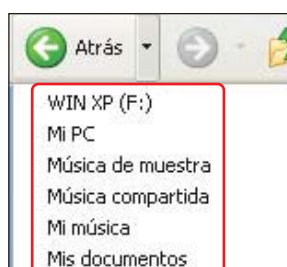 Atrás
WIN XP (F:)
Mi PC
Música de muestra
Música compartida
Mi música
Mis documentos